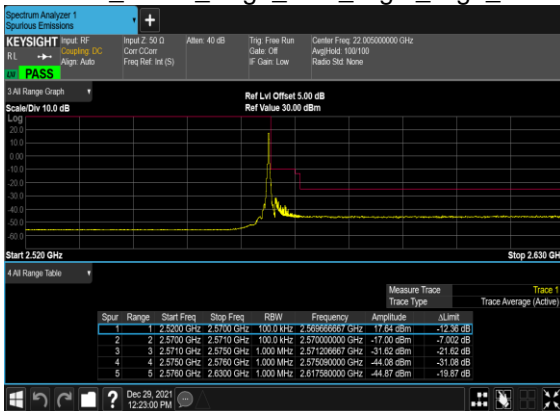 Spectrum Analyzer 1
Spurious Emissions
KEYSIGHT Input: RF Input Z: 50 Ω Atten: 40 dB Trig: Free Run Center Freq: 22.005000000 GHz
RL Coupling: DC Corr CCorr Gate: Off Avg|Hold: 100/100
Align: Auto Freq Ref: Int (S) IF Gain: Low Radio Std: None
PASS
3 All Range Graph
Ref Lvl Offset 5.00 dB
Scale/Div 10.0 dB Ref Value 30.00 dBm
Log
20.0
10.0
0.00
-10.0
-20.0
-30.0
-40.0
-50.0
-60.0
Start 2.520 GHz Stop 2.630 GH
4 All Range Table
Measure Trace Trace 1
Trace Type Trace Average (Active)
Spur Range Start Freq Stop Freq RBW Frequency Amplitude ΔLimit
1 1 2.5200 GHz 2.5700 GHz 100.0 kHz 2.569666667 GHz 17.64 dBm -12.36 dB
2 2 2.5700 GHz 2.5710 GHz 100.0 kHz 2.570000000 GHz -17.00 dBm -7.002 dB
3 3 2.5710 GHz 2.5750 GHz 1.000 MHz 2.571206667 GHz -31.62 dBm -21.62 dB
4 4 2.5750 GHz 2.5760 GHz 1.000 MHz 2.575090000 GHz -44.08 dBm -31.08 dB
5 5 2.5760 GHz 2.6300 GHz 1.000 MHz 2.617580000 GHz -44.87 dBm -19.87 dB
Dec 29, 2021
12:23:00 PM